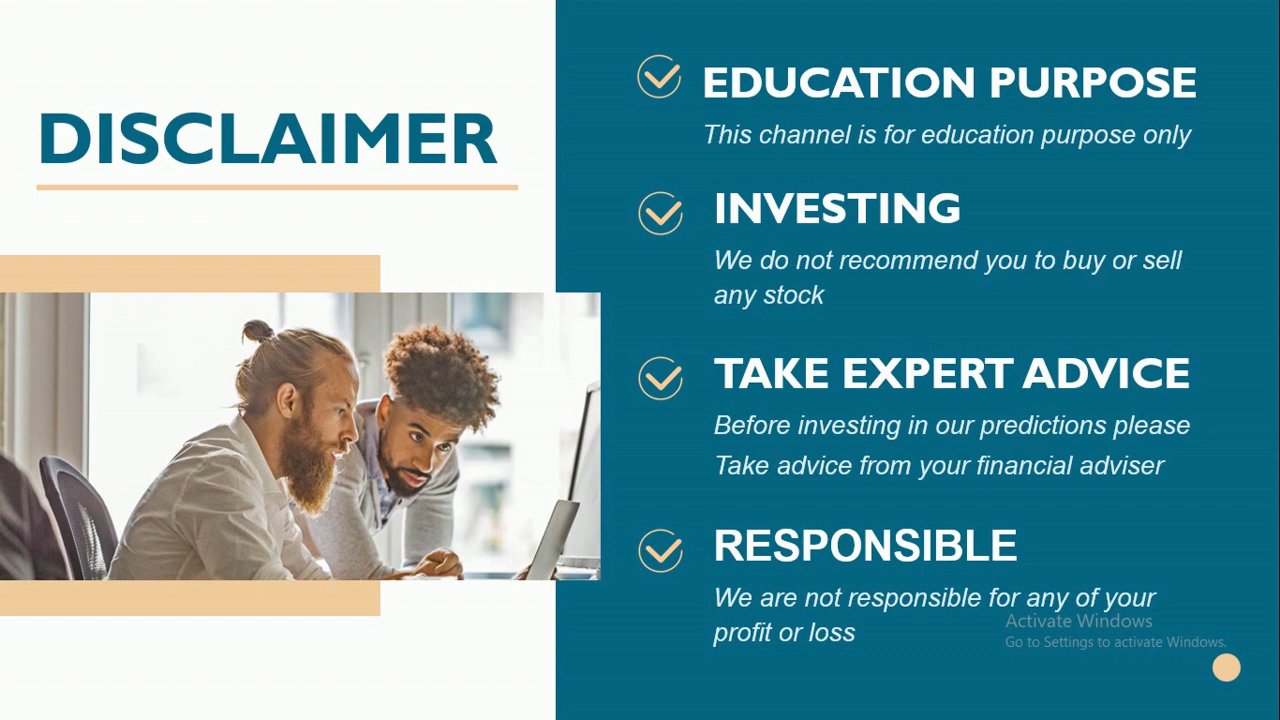 DISCLAIMER
EDUCATION PURPOSE
This channel is for education purpose only
INVESTING
We do not recommend you to buy or sell
any stock
TAKE EXPERT ADVICE
Before investing in our predictions please
Take advice from your financial adviser
RESPONSIBLE
We are not responsible for any of your
profit or loss
Activate Windows
Go to Settings to activate Windows.